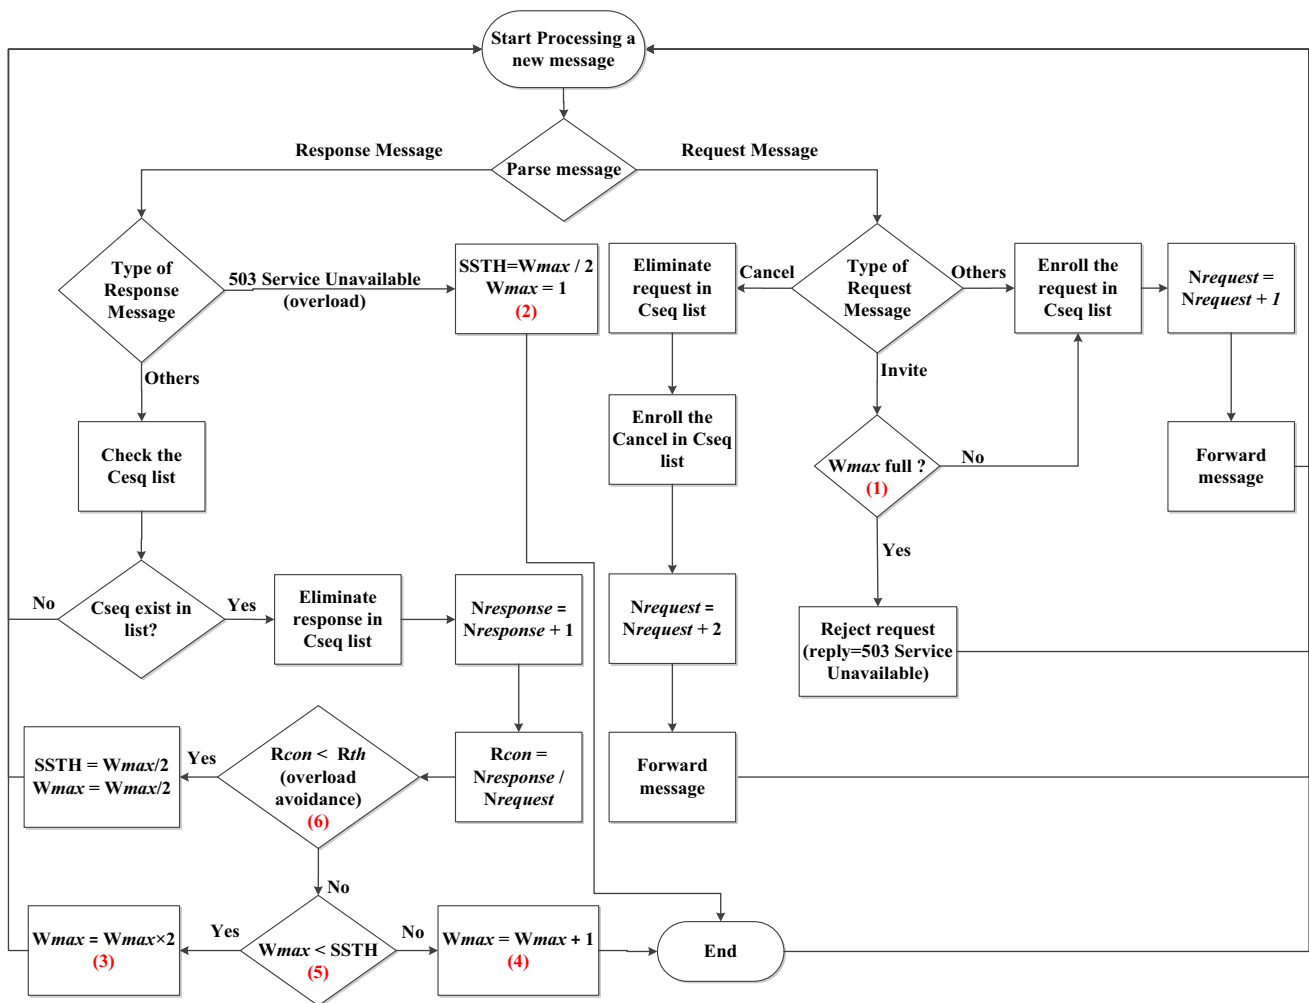 Start Processing a
new message
Response Message
Request Message
Parse message
Type of
Response
Message
503 Service Unavailable
(overload)
SSTH=Wmax / 2
Wmax = 1
(2)
Eliminate
request in
Cseq list
Cancel
Type of
Request
Message
Others
Enroll the
request in
Cseq list
Nrequest =
Nrequest + 1
Others
Invite
Check the
Cesq list
Enroll the
Cancel in Cseq
list
Wmax full ?
(1)
No
Forward
message
Yes
No
Cseq exist in
list?
Yes
Eliminate
response in
Cseq list
Nresponse =
Nresponse + 1
Nrequest =
Nrequest + 2
Reject request
(reply=503 Service
Unavailable)
SSTH = Wmax/2
Wmax = Wmax/2
Yes
Rcon < Rth
(overload
avoidance)
(6)
Rcon =
Nresponse /
Nrequest
Forward
message
No
Wmax = Wmax×2
(3)
Yes
Wmax < SSTH
(5)
No
Wmax = Wmax + 1
(4)
End